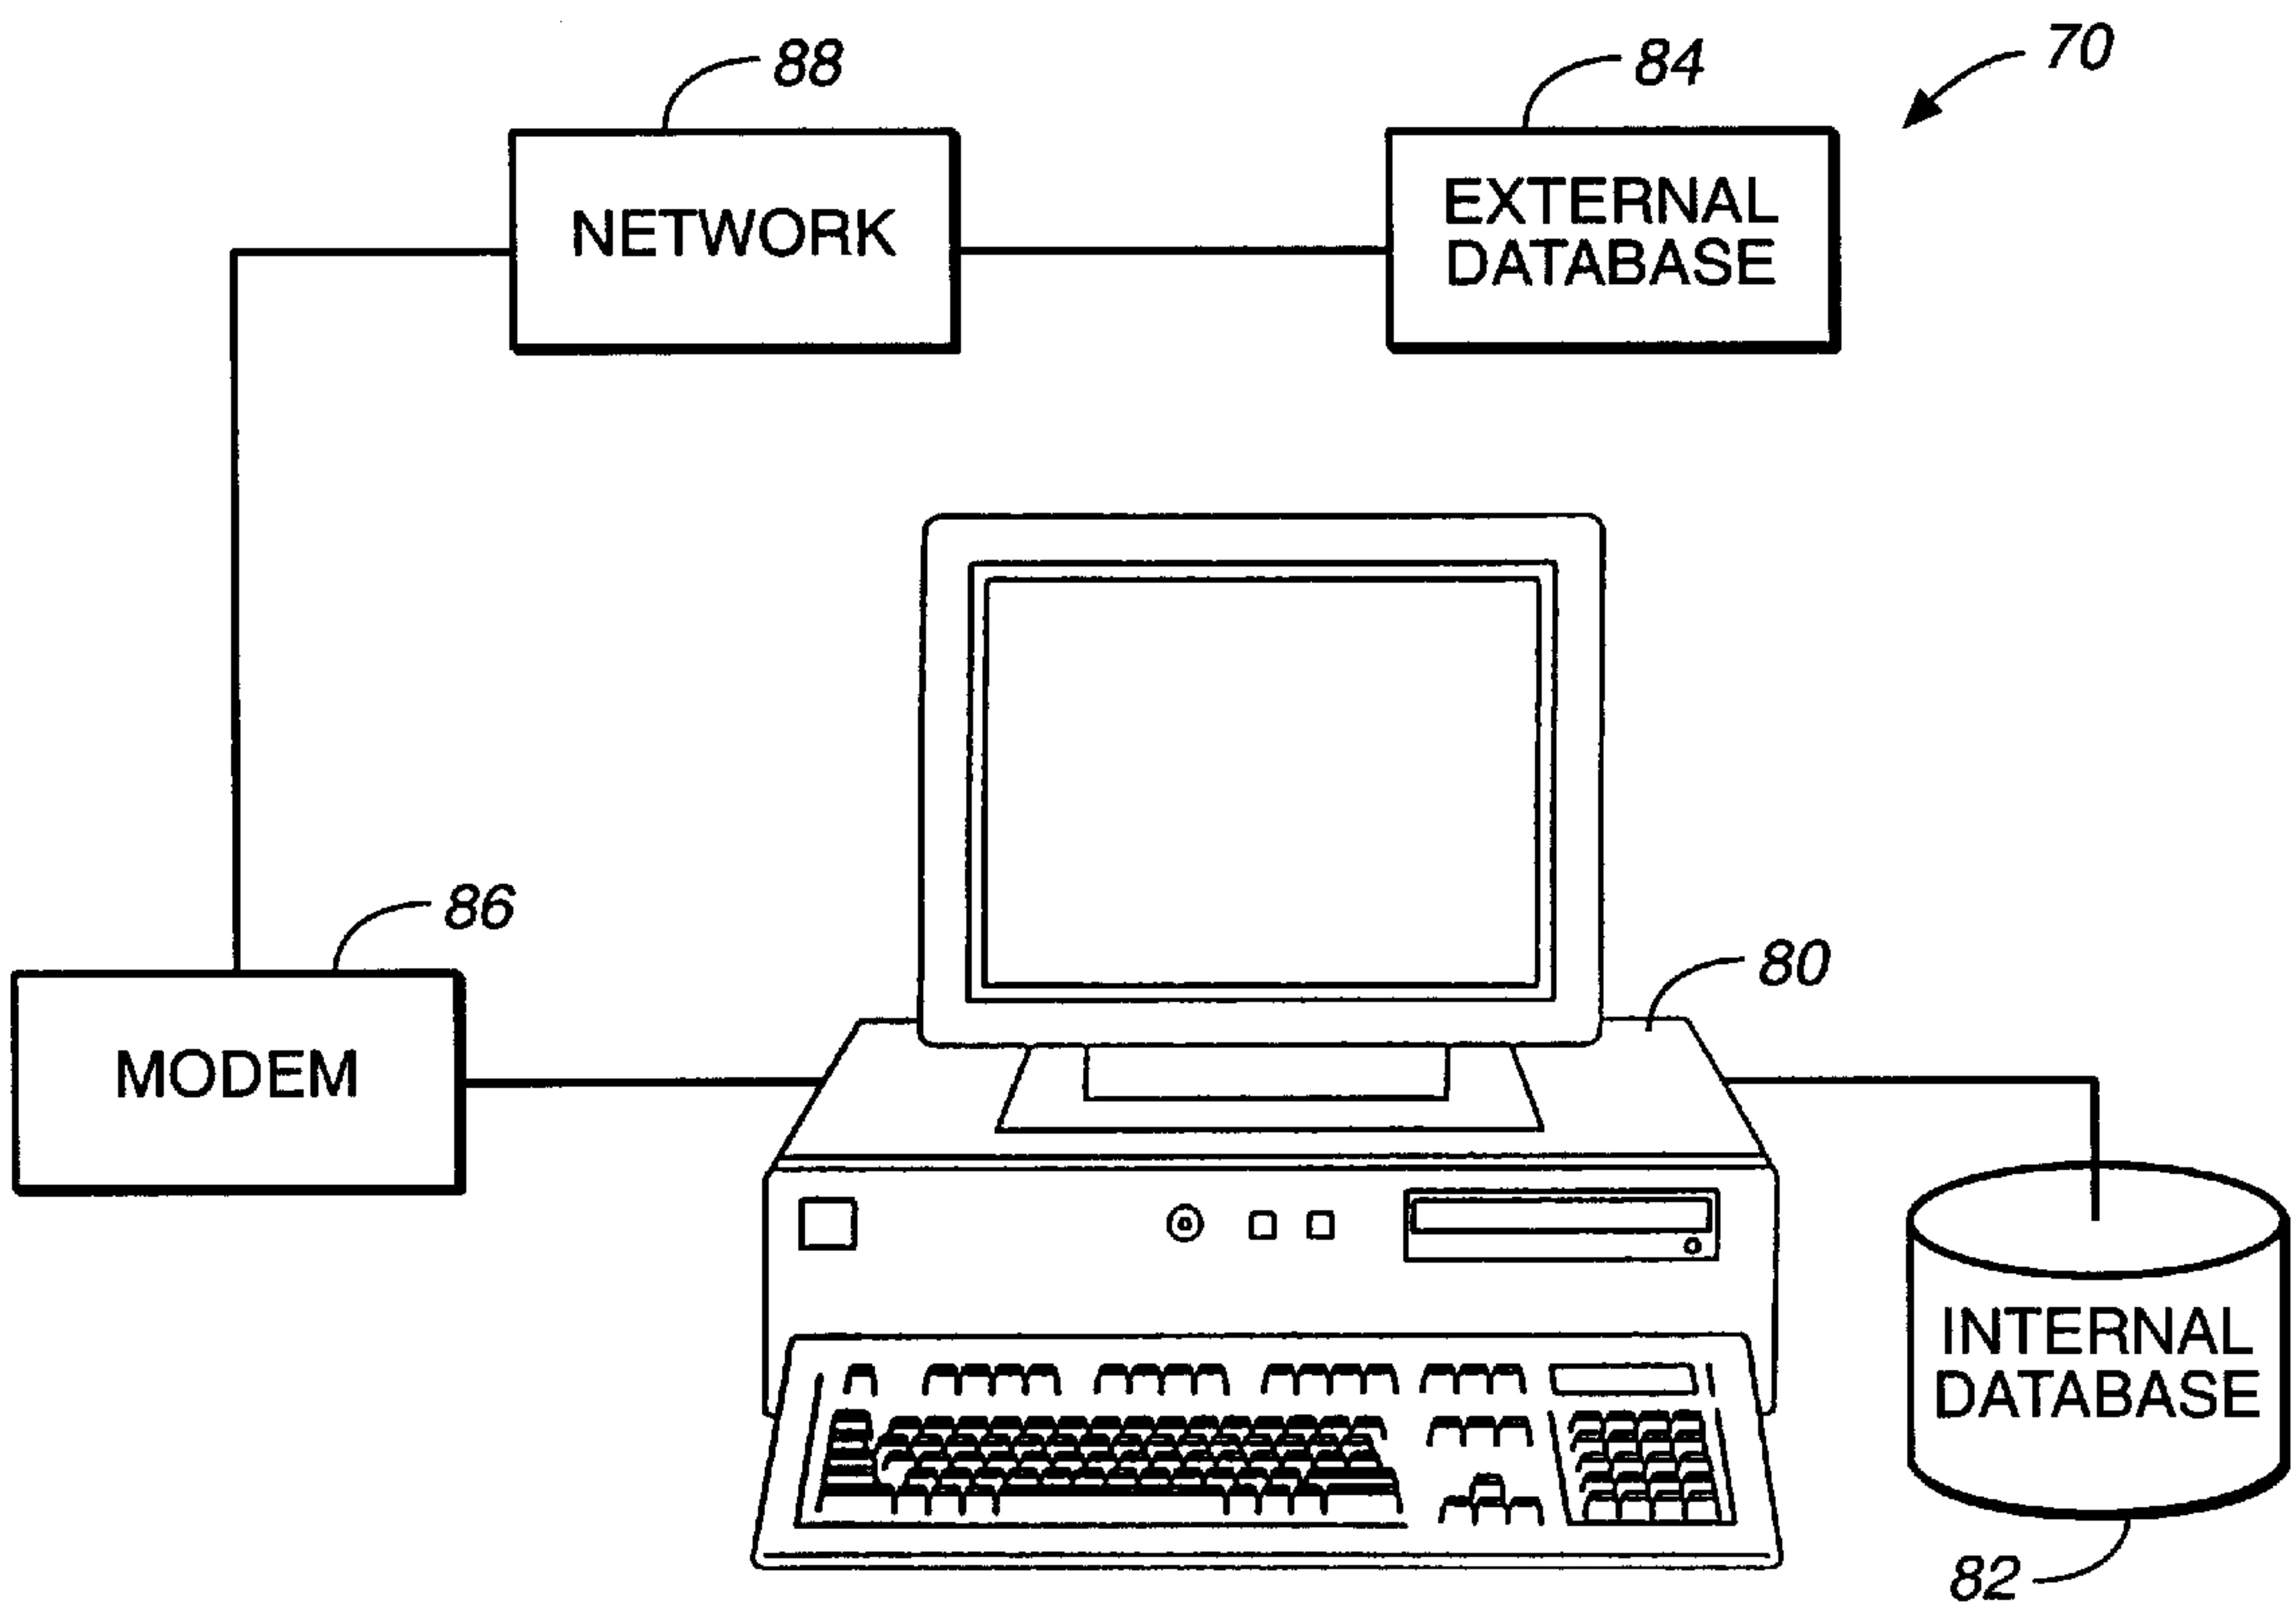 88
84
70
NETWORK
EXTERNAL
DATABASE
86
80
MODEM
INTERNAL
DATABASE
82